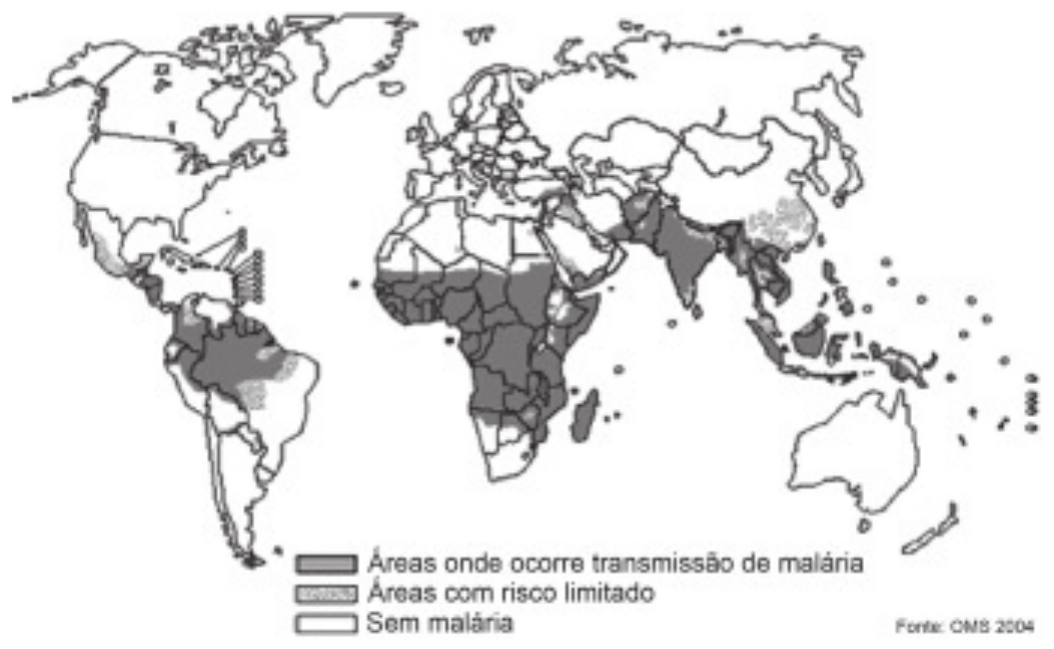 Áreas onde ocorre transmissão de malária
Áreas com risco limitado
Sem malária
Fonte: OMS 2004